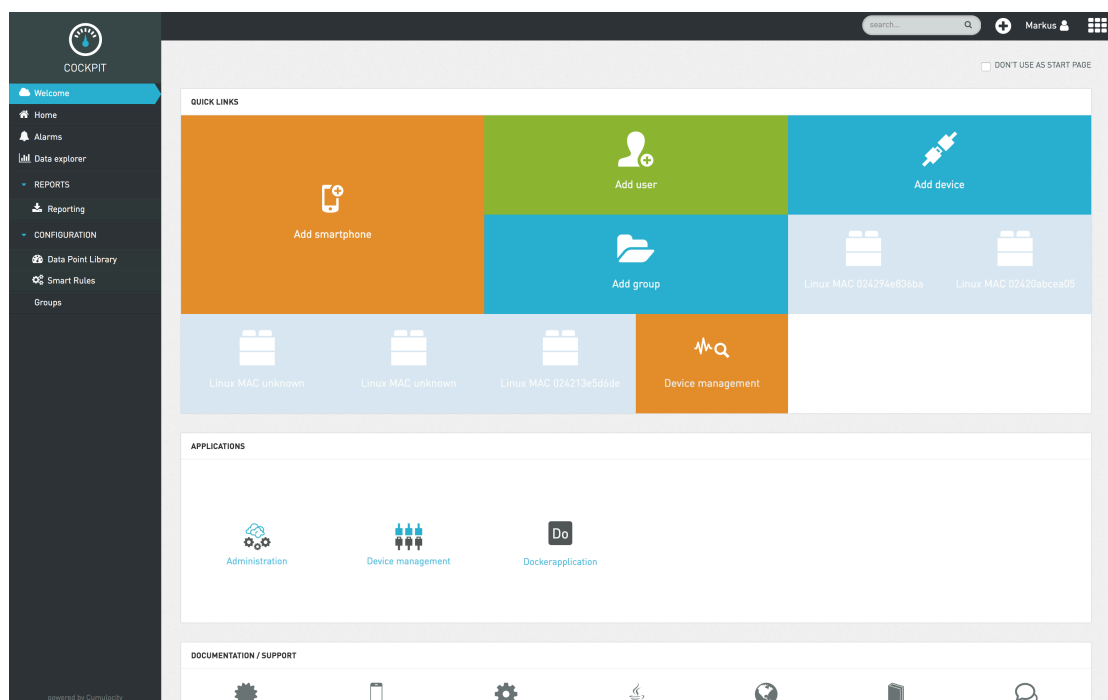 search...
Markus
COCKPIT
DON'T USE AS START PAGE
Welcome
Home
Alarms
Data explorer
REPORTS
Reporting
CONFIGURATION
Data Point Library
Smart Rules
Groups
QUICK LINKS
Add smartphone
Add user
Add device
Add group
Linux MAC 024294e836ba
Linux MAC 02420abcea05
Linux MAC unknown
Linux MAC unknown
Linux MAC 024213e5d6de
Device management
APPLICATIONS
Administration
Device management
Do
Dockerapplication
DOCUMENTATION / SUPPORT
powered by Cumulocity